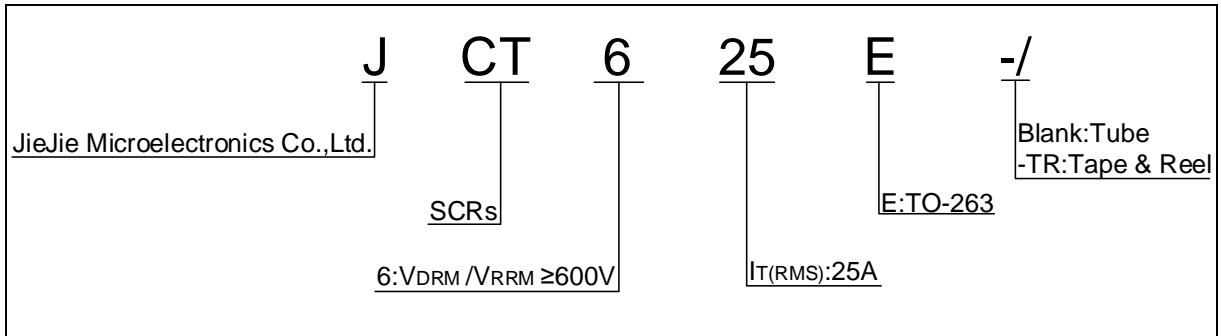 J CT 6 25 E -/
JieJie Microelectronics Co.,Ltd.
Blank:Tube
-TR:Tape & Reel
SCRs
E:TO-263
6:VDRM /VRRM ≥600V
IT(RMS):25A